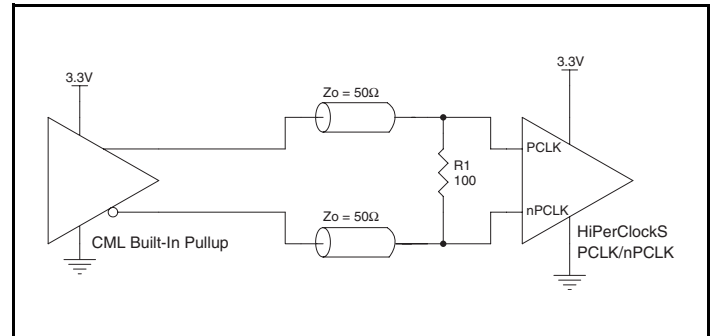 3.3V
3.3V
Zo = 50Ω
PCLK
R1
100
nPCLK
Zo = 50Ω
HiPerClockS
PCLK/nPCLK
CML Built-In Pullup